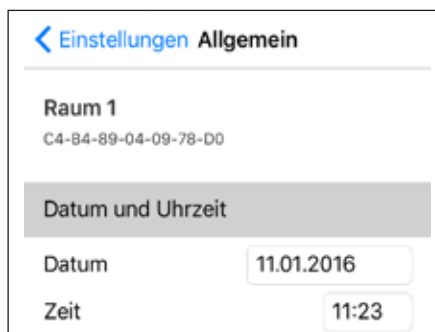 Einstellungen Allgemein
Raum 1
C4-B4-89-04-09-78-D0
Datum und Uhrzeit
Datum 11.01.2016
Zeit 11:23